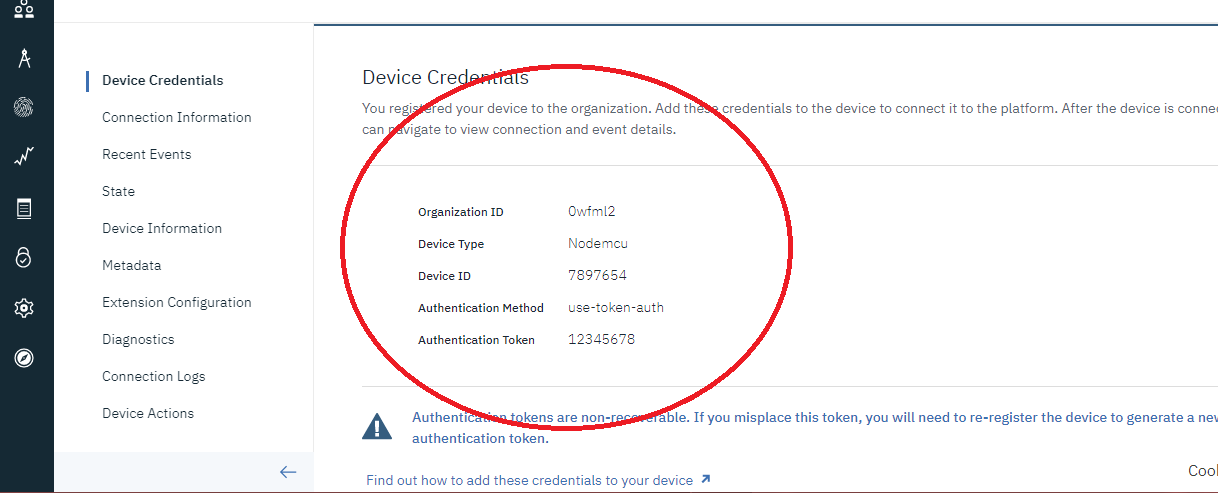 Device Credentials
Connection Information
Recent Events
State
Device Information
Metadata
Extension Configuration
Diagnostics
Connection Logs
Device Actions
Device Credentials
You registered your device to the organization. Add these credentials to the device to connect it to the platform. After the device is conne
can navigate to view connection and event details.
Organization ID 0wfml2
Device Type Nodemcu
Device ID 7897654
Authentication Method use-token-auth
Authentication Token 12345678
Authentication tokens are non-recoverable. If you misplace this token, you will need to re-register the device to generate a new
authentication token.
Find out how to add these credentials to your device
Cool